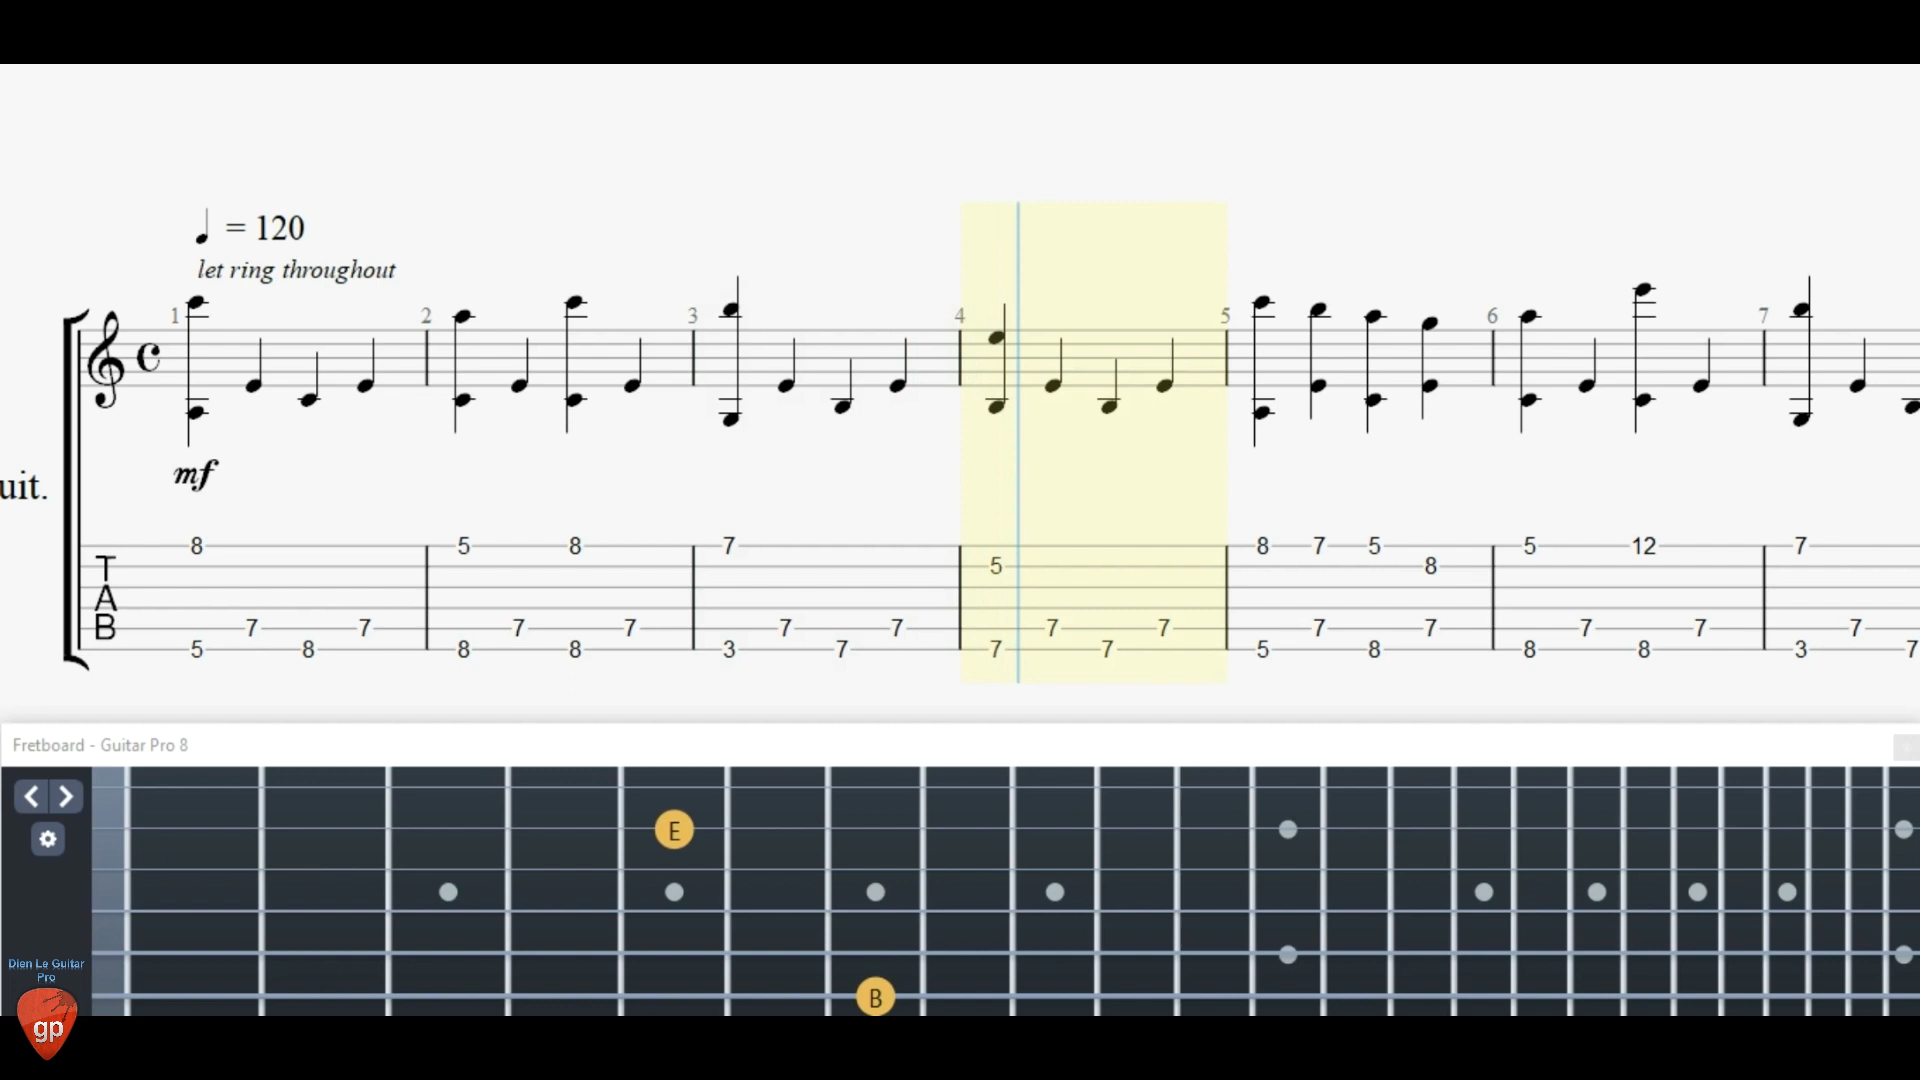 = 120
let ring throughout
1 2 3 4 5 6 7
mf
uit.
8 5 8 7 8 7 5 5 12 7
T 5 8
A
B 7 7 7 7 7 7 7 7 7 7 7 7 7
5 8 8 8 3 7 7 7 5 8 8 8 3 7
Fretboard - Guitar Pro 8
E
B
Dien Le Guitar
Pro
gp